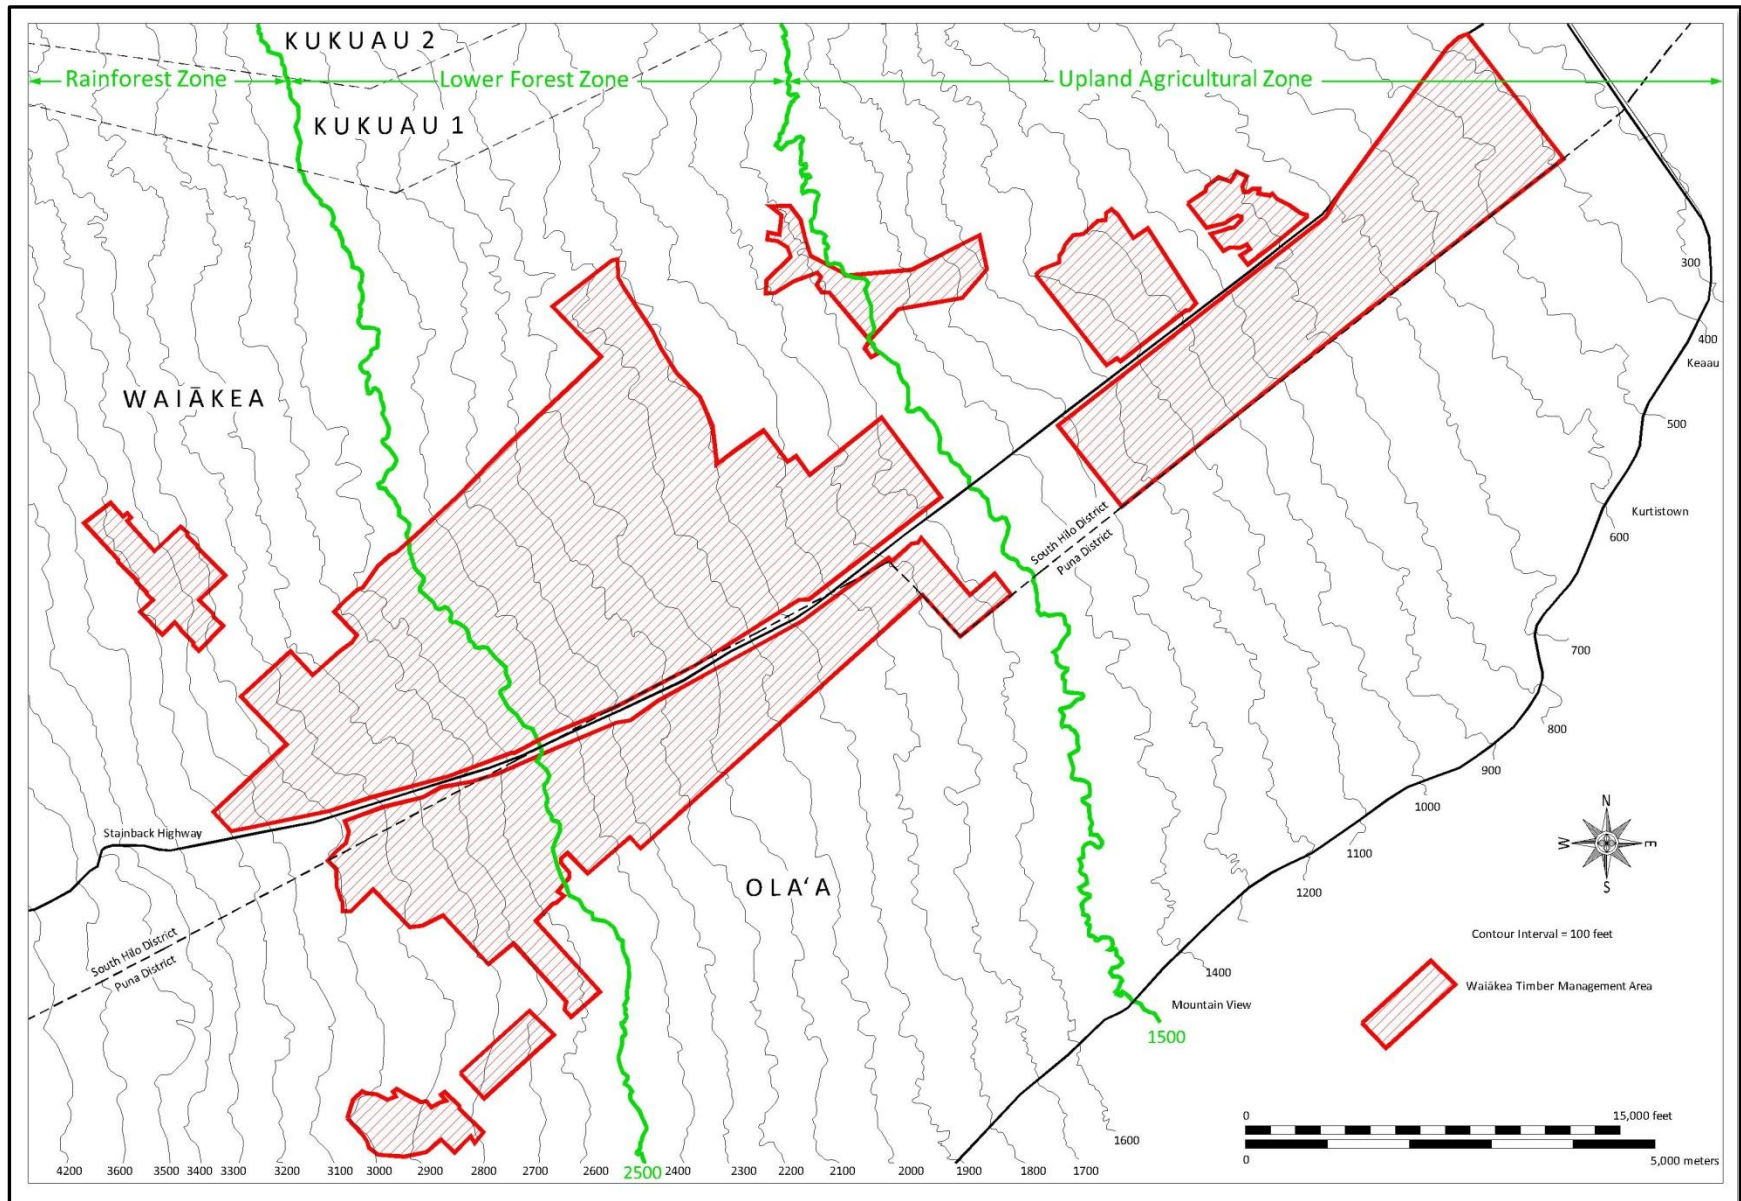 KUKUAU 2
Rainforest Zone
Lower Forest Zone
Upland Agricultural Zone
KUKUAU 1
300
400
Keaau
WAIĀKEA
500
Kurtistown
600
South Hilo District
Puna District
700
800
900
1000
Stainback Highway
N
W
E
S
1100
OLAʻA
1200
Contour Interval = 100 feet
South Hilo District
Puna District
1400
Waiākea Timber Management Area
Mountain View
1500
0
15,000 feet
1600
0
5,000 meters
4200
3600
3500
3400
3300
3200
3100
3000
2900
2800
2700
2600
2500
2400
2300
2200
2100
2000
1900
1800
1700